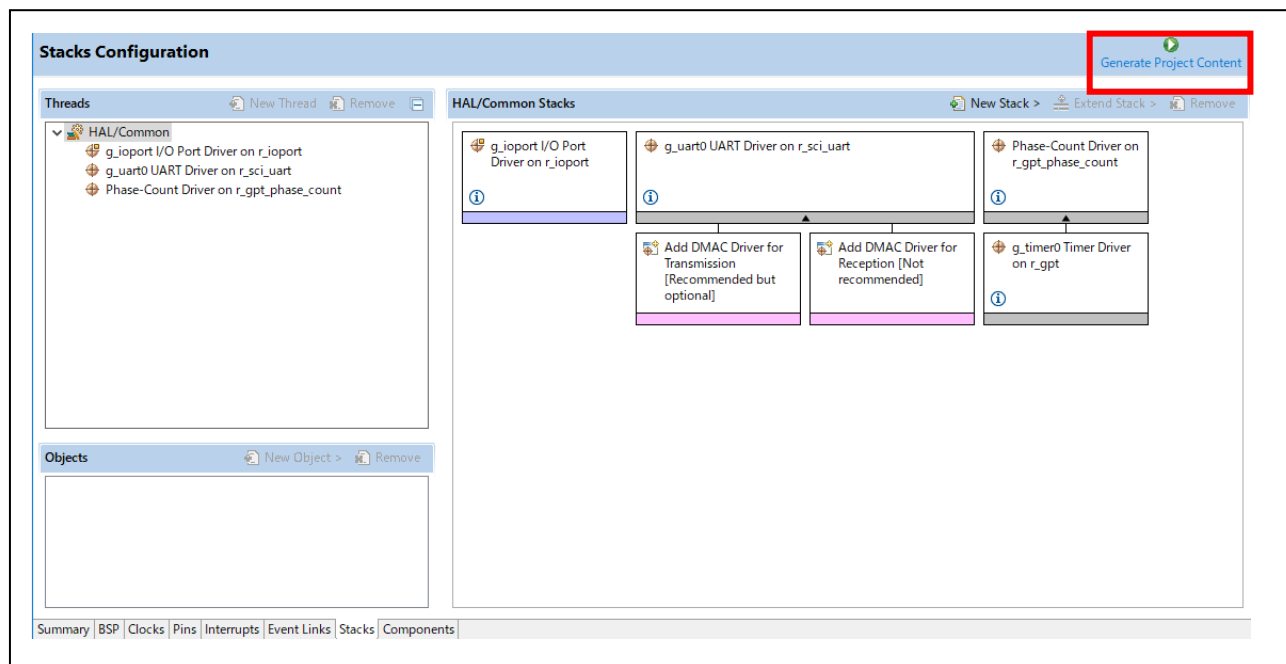 Stacks Configuration
Generate Project Content
Threads
New Thread
Remove
HAL/Common
g_ioport I/O Port Driver on r_ioport
g_uart0 UART Driver on r_sci_uart
Phase-Count Driver on r_gpt_phase_count
Objects
New Object >
Remove
HAL/Common Stacks
New Stack >
Extend Stack >
Remove
g_ioport I/O Port
Driver on r_ioport
g_uart0 UART Driver on r_sci_uart
Phase-Count Driver on
r_gpt_phase_count
Add DMAC Driver for
Transmission
[Recommended but
optional]
Add DMAC Driver for
Reception [Not
recommended]
g_timer0 Timer Driver
on r_gpt
Summary BSP Clocks Pins Interrupts Event Links Stacks Components